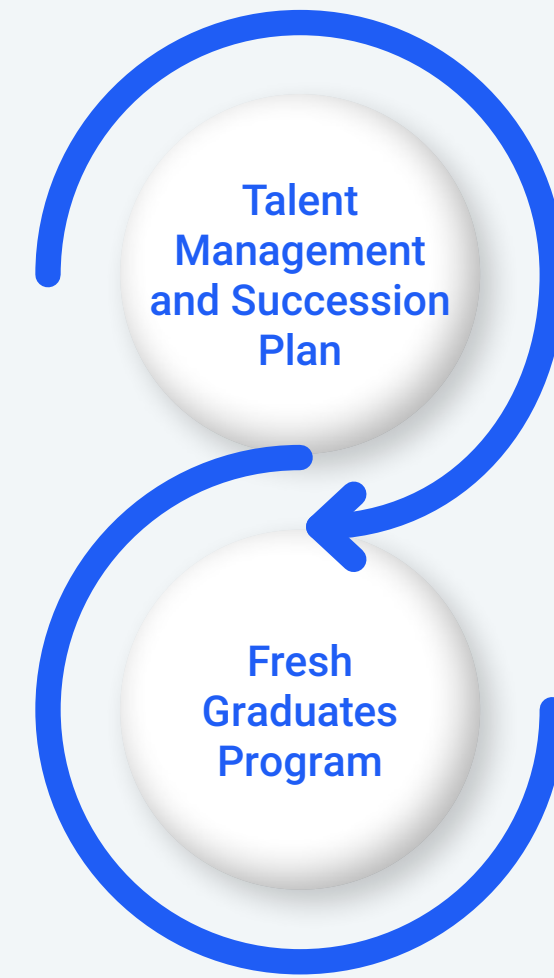 Talent
Management
and Succession
Plan
Fresh
Graduates
Program